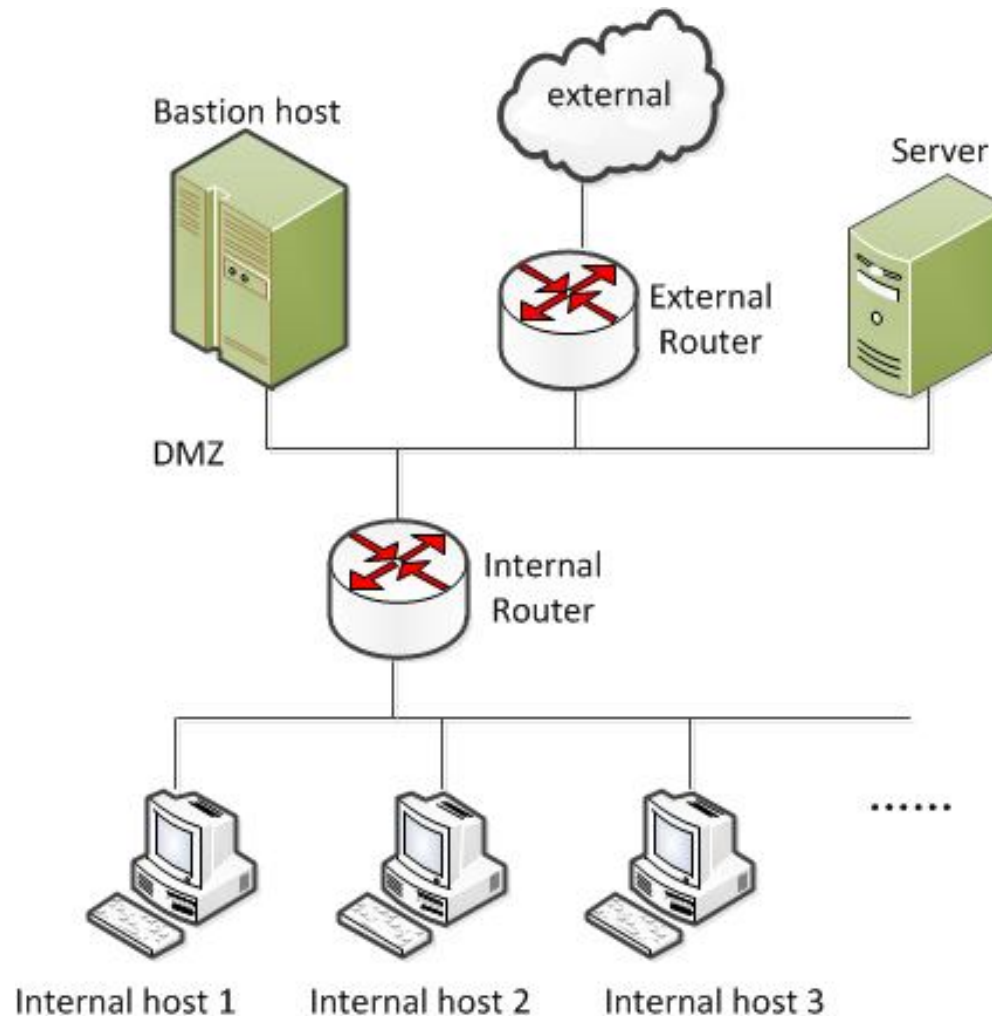 external
Bastion host
Server
External
Router
DMZ
Internal
Router
......
Internal host 1
Internal host 2
Internal host 3